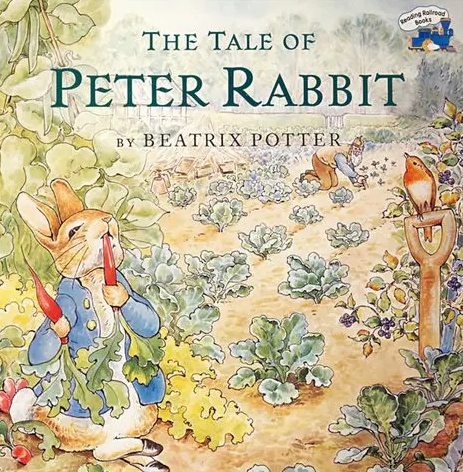 Reading Railroad
Books
THE TALE OF
PETER RABBIT
BY BEATRIX POTTER